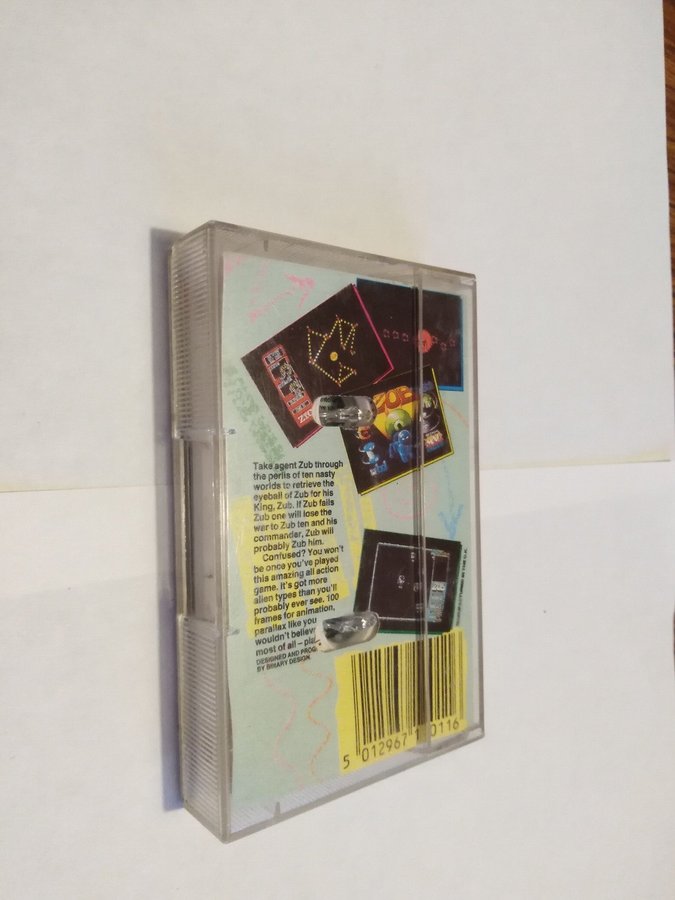 ZUB
Take agent Zub through
the perils of ten nasty
worlds to retrieve the
eyeball of Zub for his
King, Zub. If Zub fails
Zub one will lose the
war to Zub ten and his
commander, Zub will
probably Zub him.
Confused? You won't
be once you've played
this amazing all action
game. It's got more
alien types than you'll
probably ever see. 100
frames for animation,
parallax like you
wouldn't believe
most of all –
DESIGNED AND
BY BINARY DESIGN
IN THE U.K.
5 012967 0116